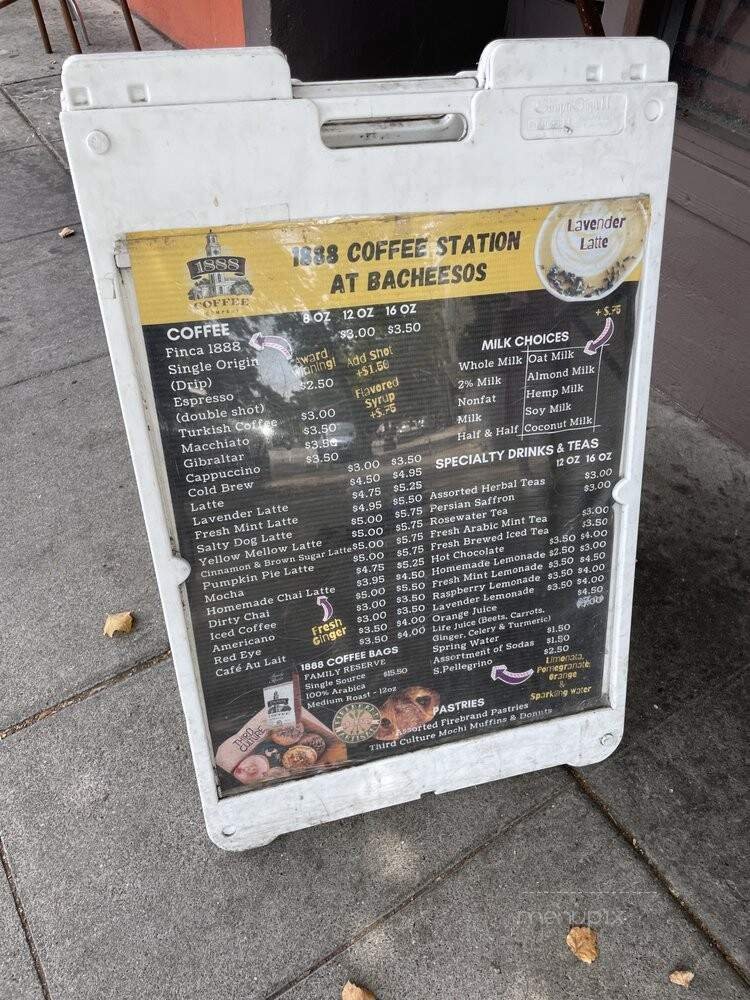 1888
COFFEE
COMPANY
1888 COFFEE STATION
AT BACHEESOS
Lavender
Latte
+ $.75
COFFEE 8 OZ 12 OZ 16 OZ
Finca 1888 $3.00 $3.50
Single Origin
(Drip)
Award
Winning!
Add Shot
+$1.50
Flavored
Syrup
+$.75
Espresso $2.50
(double shot)
Turkish Coffee $3.00
Macchiato $3.50
Gibraltar $3.50
Cappuccino $3.50
Cold Brew $3.00 $3.50
Latte $4.50 $4.95
Lavender Latte $4.75 $5.25
Fresh Mint Latte $4.95 $5.50
Salty Dog Latte $5.00 $5.75
Yellow Mellow Latte $5.00 $5.75
Cinnamon & Brown Sugar Latte $5.00 $5.75
Pumpkin Pie Latte $5.00 $5.75
Mocha $4.75 $5.25
Homemade Chai Latte $3.95 $4.50
Dirty Chai $5.00 $5.50
Iced Coffee $3.00 $3.50
Americano $3.00 $3.50
Red Eye $3.50 $4.00
Café Au Lait $3.50 $4.00
Fresh
Ginger
MILK CHOICES
Whole Milk
2% Milk
Nonfat
Milk
Half & Half
Oat Milk
Almond Milk
Hemp Milk
Soy Milk
Coconut Milk
SPECIALTY DRINKS & TEAS
12 OZ 16 OZ
Assorted Herbal Teas $3.00
Persian Saffron $3.00
Rosewater Tea
Fresh Arabic Mint Tea $3.00
Fresh Brewed Iced Tea $3.50
Hot Chocolate $3.50 $4.00
Homemade Lemonade $2.50 $3.00
Fresh Mint Lemonade $3.50 $4.50
Raspberry Lemonade $3.50 $4.00
Lavender Lemonade $3.50 $4.00
Orange Juice $4.50
Life Juice (Beets, Carrots, $7.00
Ginger, Celery & Turmeric)
Spring Water $1.50
Assortment of Sodas $1.50
S.Pellegrino $2.50
Limonata,
Pomegranate,
Orange
&
Sparkling Water
1888 COFFEE BAGS
FAMILY RESERVE
Single Source $15.50
100% Arabica
Medium Roast - 12oz
THIRD
CULTURE
PASTRIES
Assorted Firebrand Pastries
Third Culture Mochi Muffins & Donuts
menupix